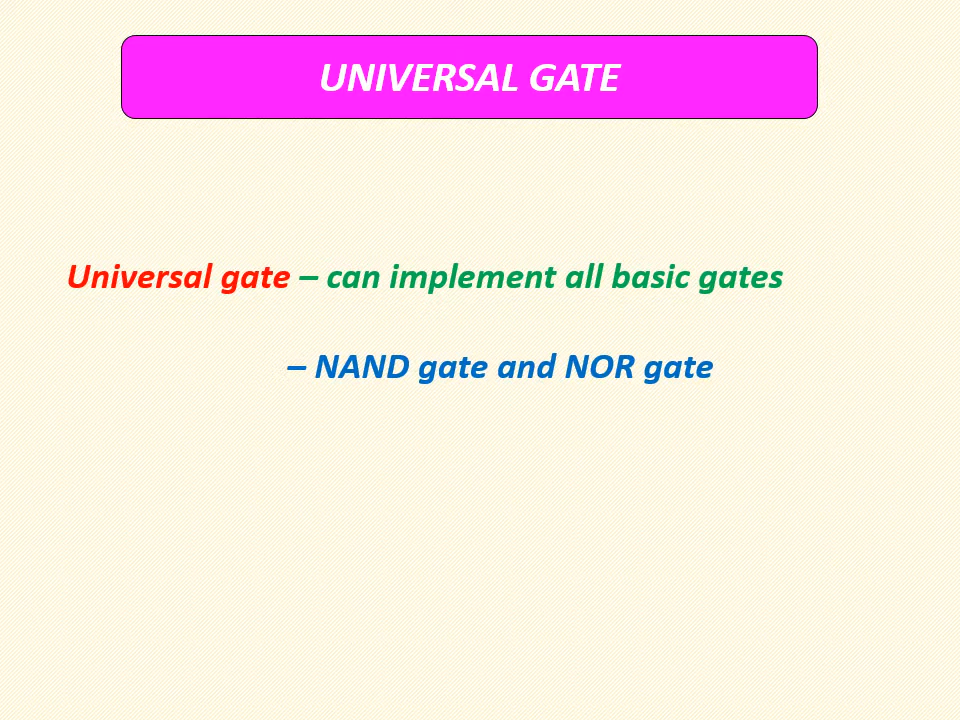 UNIVERSAL GATE
Universal gate – can implement all basic gates
– NAND gate and NOR gate